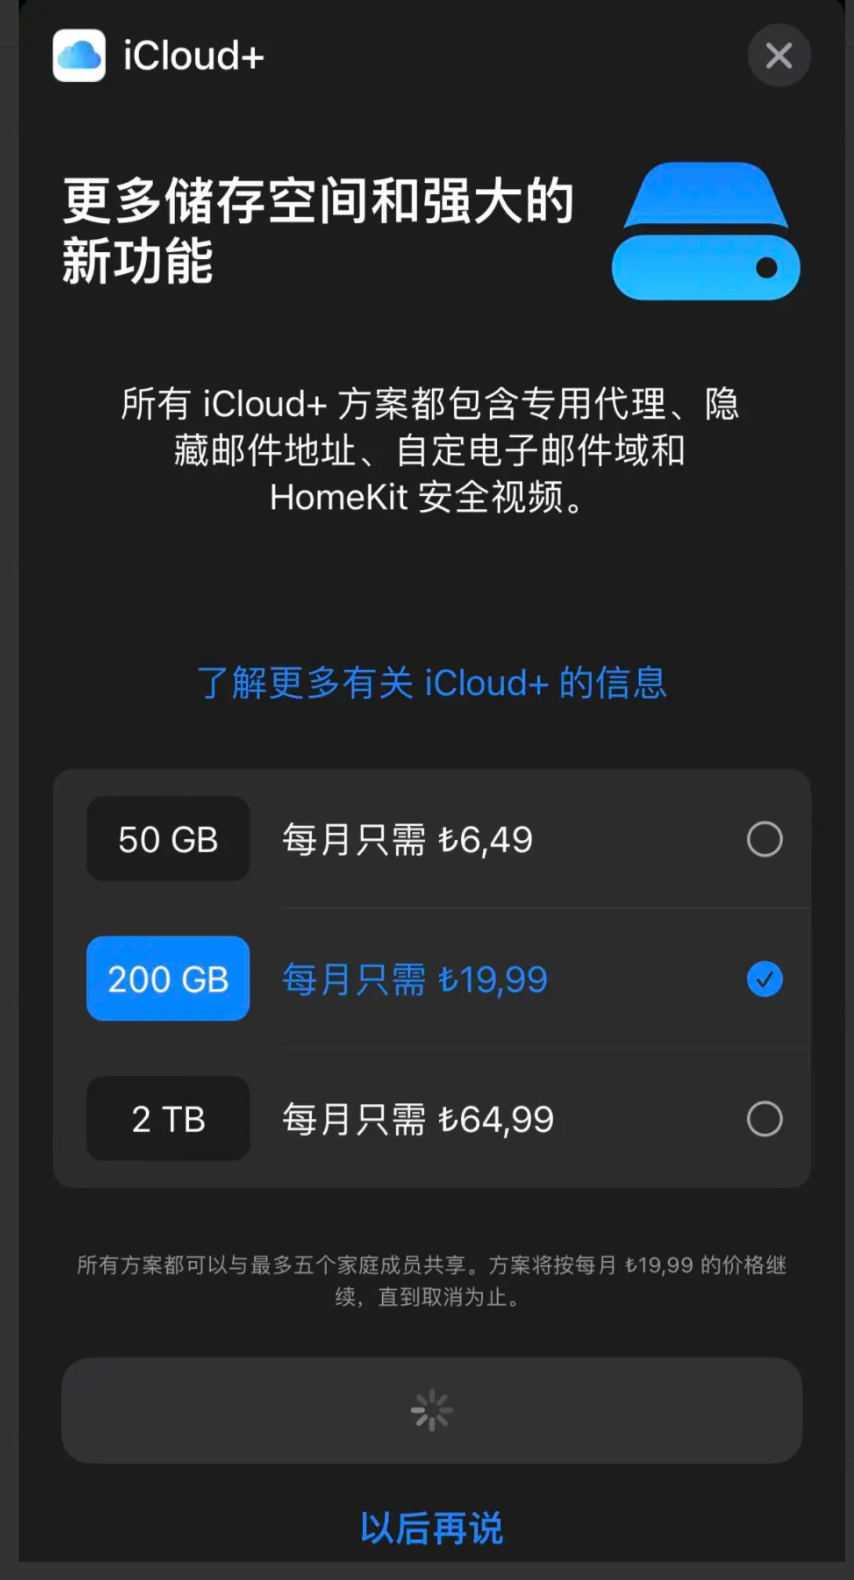 iCloud+
更多储存空间和强大的
新功能
所有 iCloud+ 方案都包含专用代理、隐
藏邮件地址、自定电子邮件域和
HomeKit 安全视频。
了解更多有关 iCloud+ 的信息
50 GB 每月只需 ₺6,49
200 GB 每月只需 ₺19,99
2 TB 每月只需 ₺64,99
所有方案都可以与最多五个家庭成员共享。方案将按每月 ₺19,99 的价格继
续，直到取消为止。
以后再说